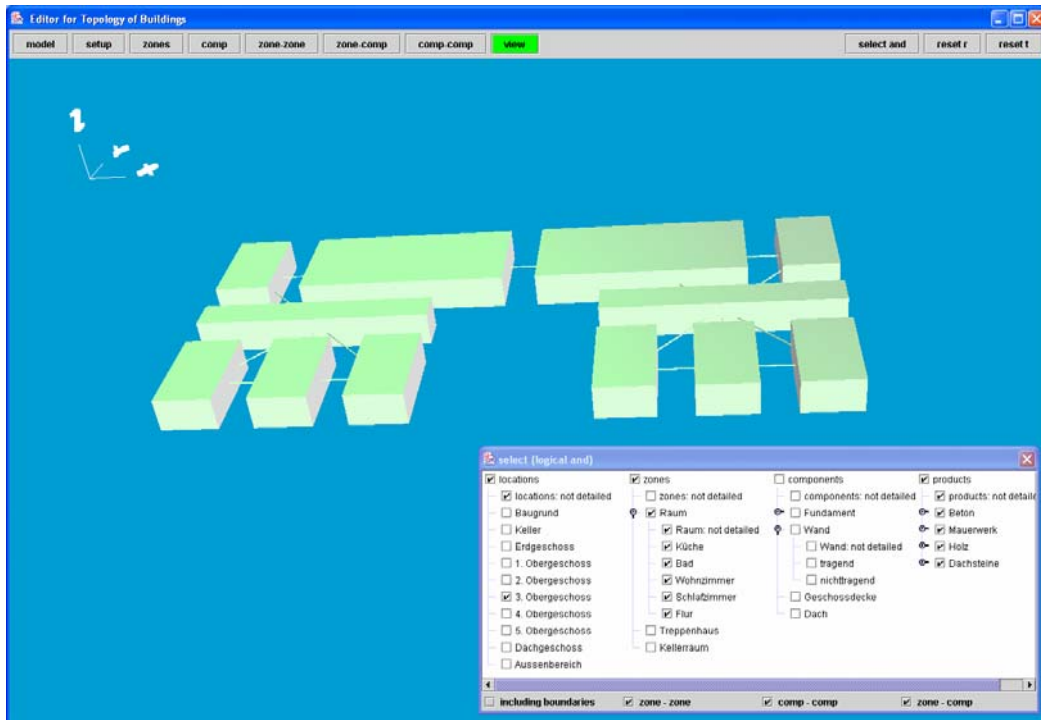 Editor for Topology of Buildings
model setup zones comp zone-zone zone-comp comp-comp view select and reset r reset t
z
Y
x
select (logical and)
locations zones components products
locations: not detailed zones: not detailed components: not detailed products: not detaile
Baugrund Raum Fundament Beton
Keller Raum: not detailed Wand Mauerwerk
Erdgeschoss Küche Wand: not detailed Holz
1. Obergeschoss Bad tragend Dachsteine
2. Obergeschoss Wohnzimmer nichttragend
3. Obergeschoss Schlafzimmer Geschossdecke
4. Obergeschoss Flur Dach
5. Obergeschoss Treppenhaus
Dachgeschoss Kellerraum
Aussenbereich
including boundaries zone - zone comp - comp zone - comp